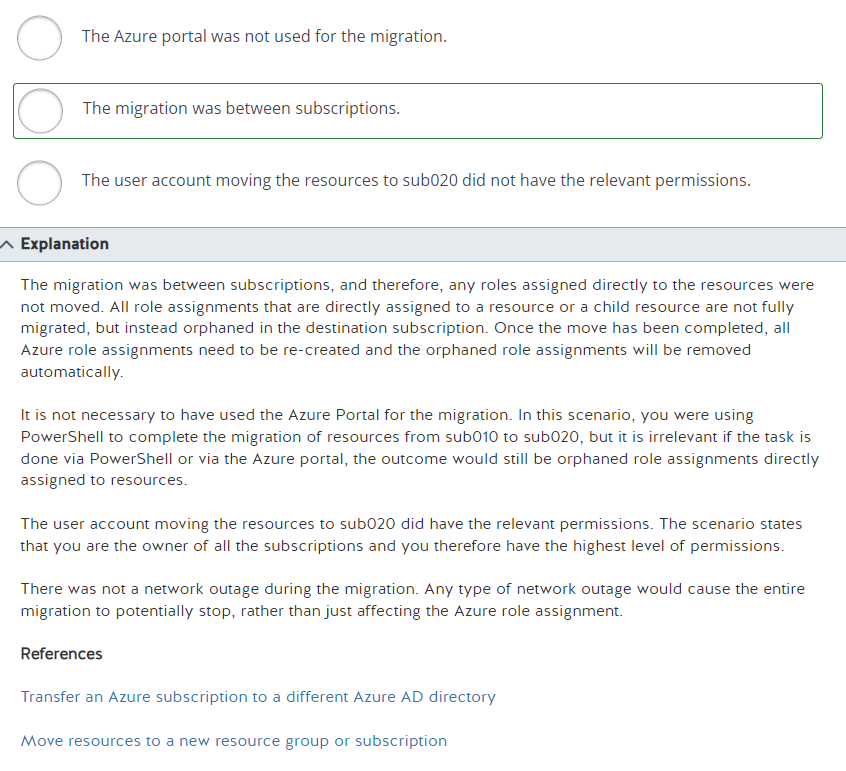 The Azure portal was not used for the migration.
The migration was between subscriptions.
The user account moving the resources to sub020 did not have the relevant permissions.
Explanation
The migration was between subscriptions, and therefore, any roles assigned directly to the resources were
not moved. All role assignments that are directly assigned to a resource or a child resource are not fully
migrated, but instead orphaned in the destination subscription. Once the move has been completed, all
Azure role assignments need to be re-created and the orphaned role assignments will be removed
automatically.
It is not necessary to have used the Azure Portal for the migration. In this scenario, you were using
PowerShell to complete the migration of resources from sub010 to sub020, but it is irrelevant if the task is
done via PowerShell or via the Azure portal, the outcome would still be orphaned role assignments directly
assigned to resources.
The user account moving the resources to sub020 did have the relevant permissions. The scenario states
that you are the owner of all the subscriptions and you therefore have the highest level of permissions.
There was not a network outage during the migration. Any type of network outage would cause the entire
migration to potentially stop, rather than just affecting the Azure role assignment.
References
Transfer an Azure subscription to a different Azure AD directory
Move resources to a new resource group or subscription